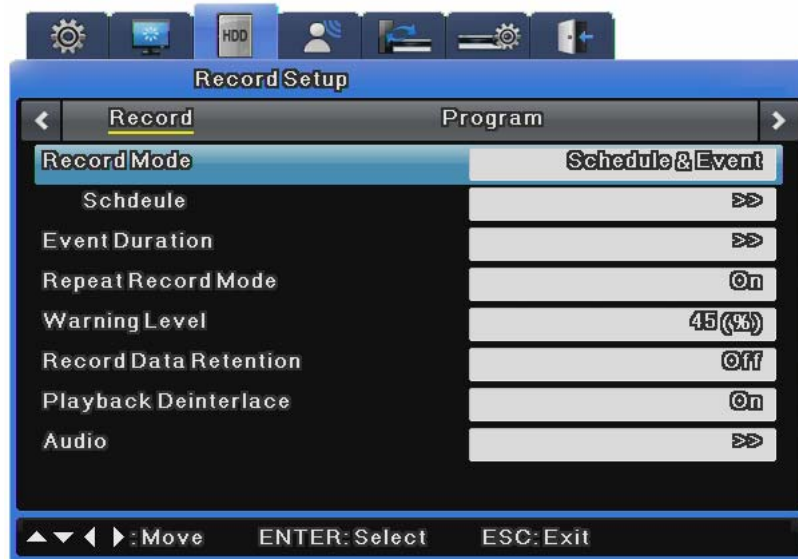 HDD
Record Setup
Record Program
Record Mode Schedule & Event
Schdeule >>
Event Duration >>
Repeat Record Mode On
Warning Level 45(%)
Record Data Retention Off
Playback Deinterlace On
Audio >>
:Move ENTER:Select ESC:Exit